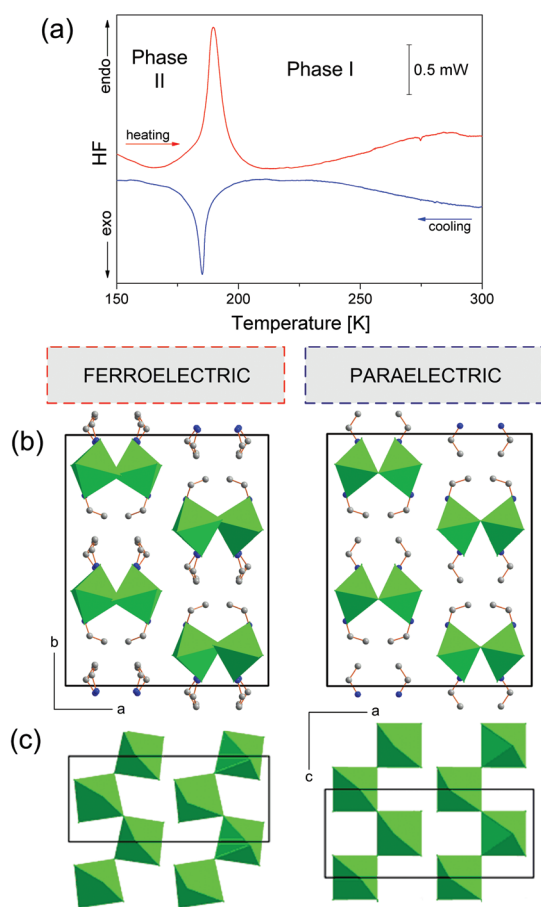 (a)
endo
HF
exo
Phase
II
Phase I
0.5 mW
heating
cooling
150
200
250
300
Temperature [K]
FERROELECTRIC
PARAELECTRIC
(b)
b
a
(c)
a
c